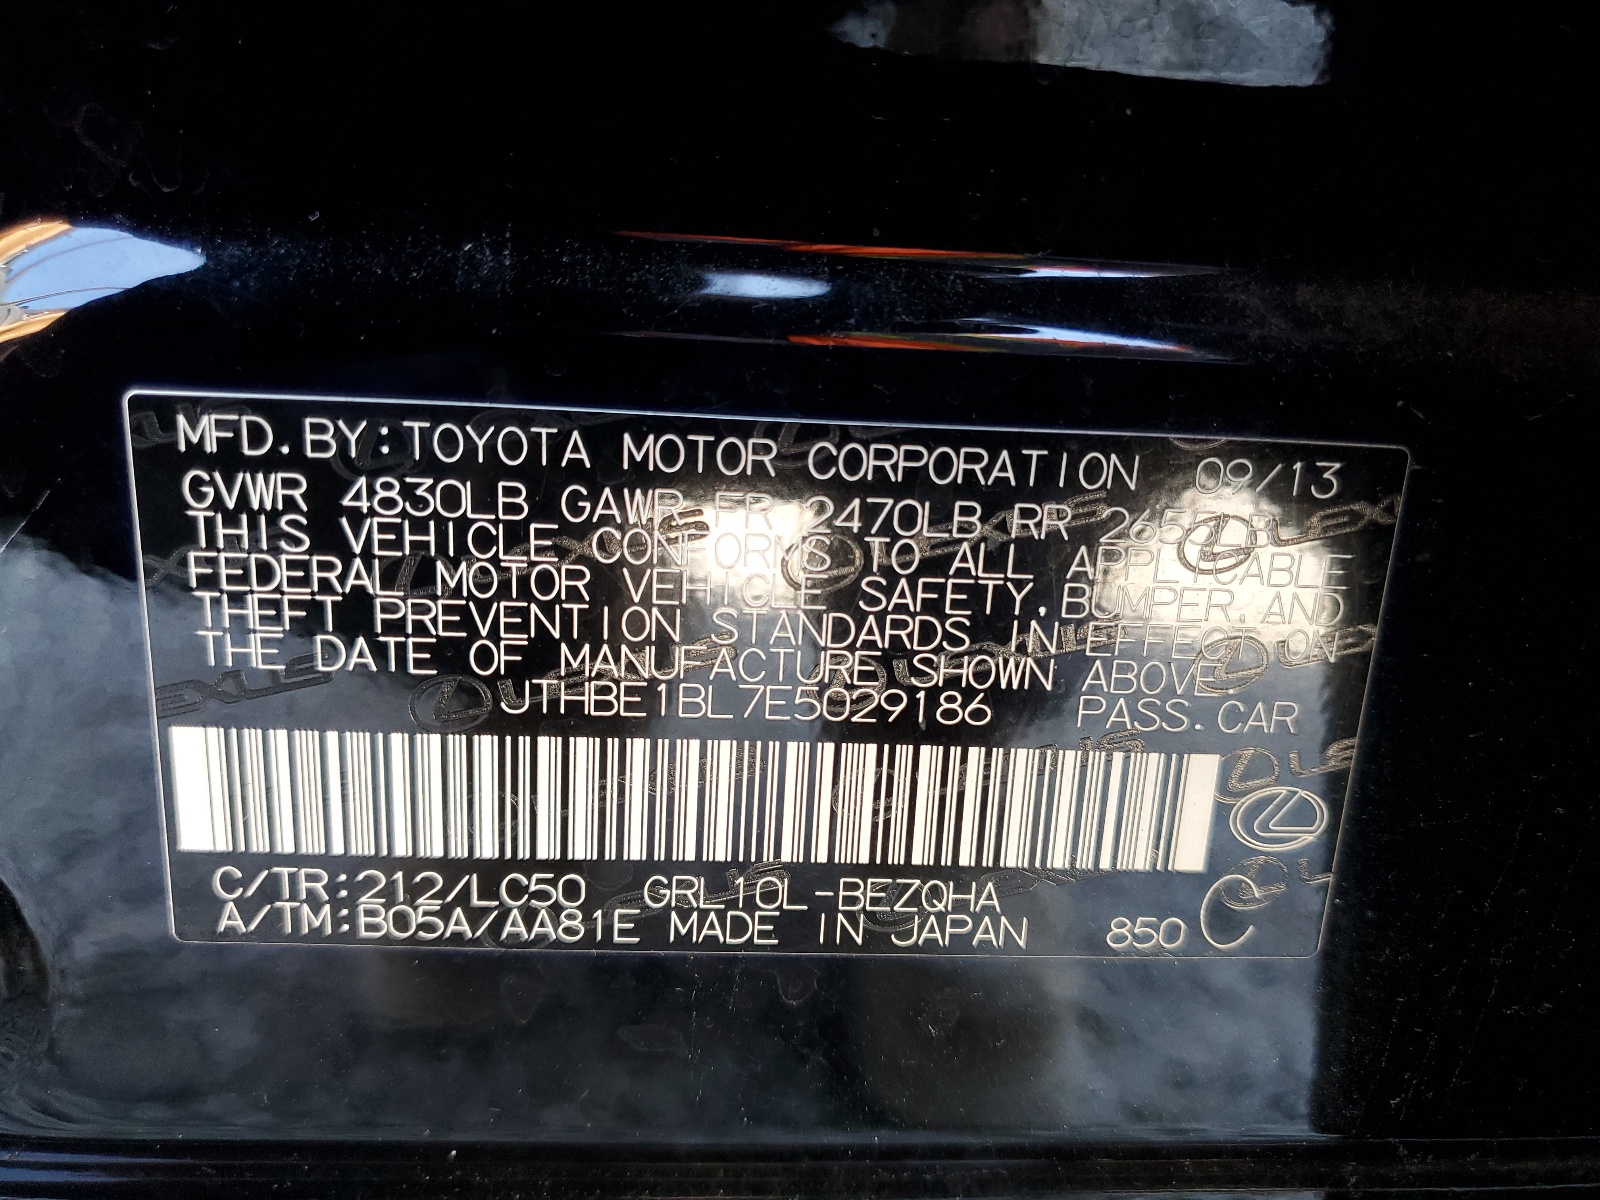 MFD. BY: TOYOTA MOTOR CORPORATION 09/13
GVWR 4830LB GAWR FR 2470LB RR 2655LB
THIS VEHICLE CONFORMS TO ALL APPLICABLE
FEDERAL MOTOR VEHICLE SAFETY, BUMPER, AND
THEFT PREVENTION STANDARDS IN EFFECT ON
THE DATE OF MANUFACTURE SHOWN ABOVE
JTHBE1BL7E5029186 PASS. CAR
C/TR: 212/LC50 GRL10L-BEZQHA
A/TM: B05A/AA81E MADE IN JAPAN 850 C